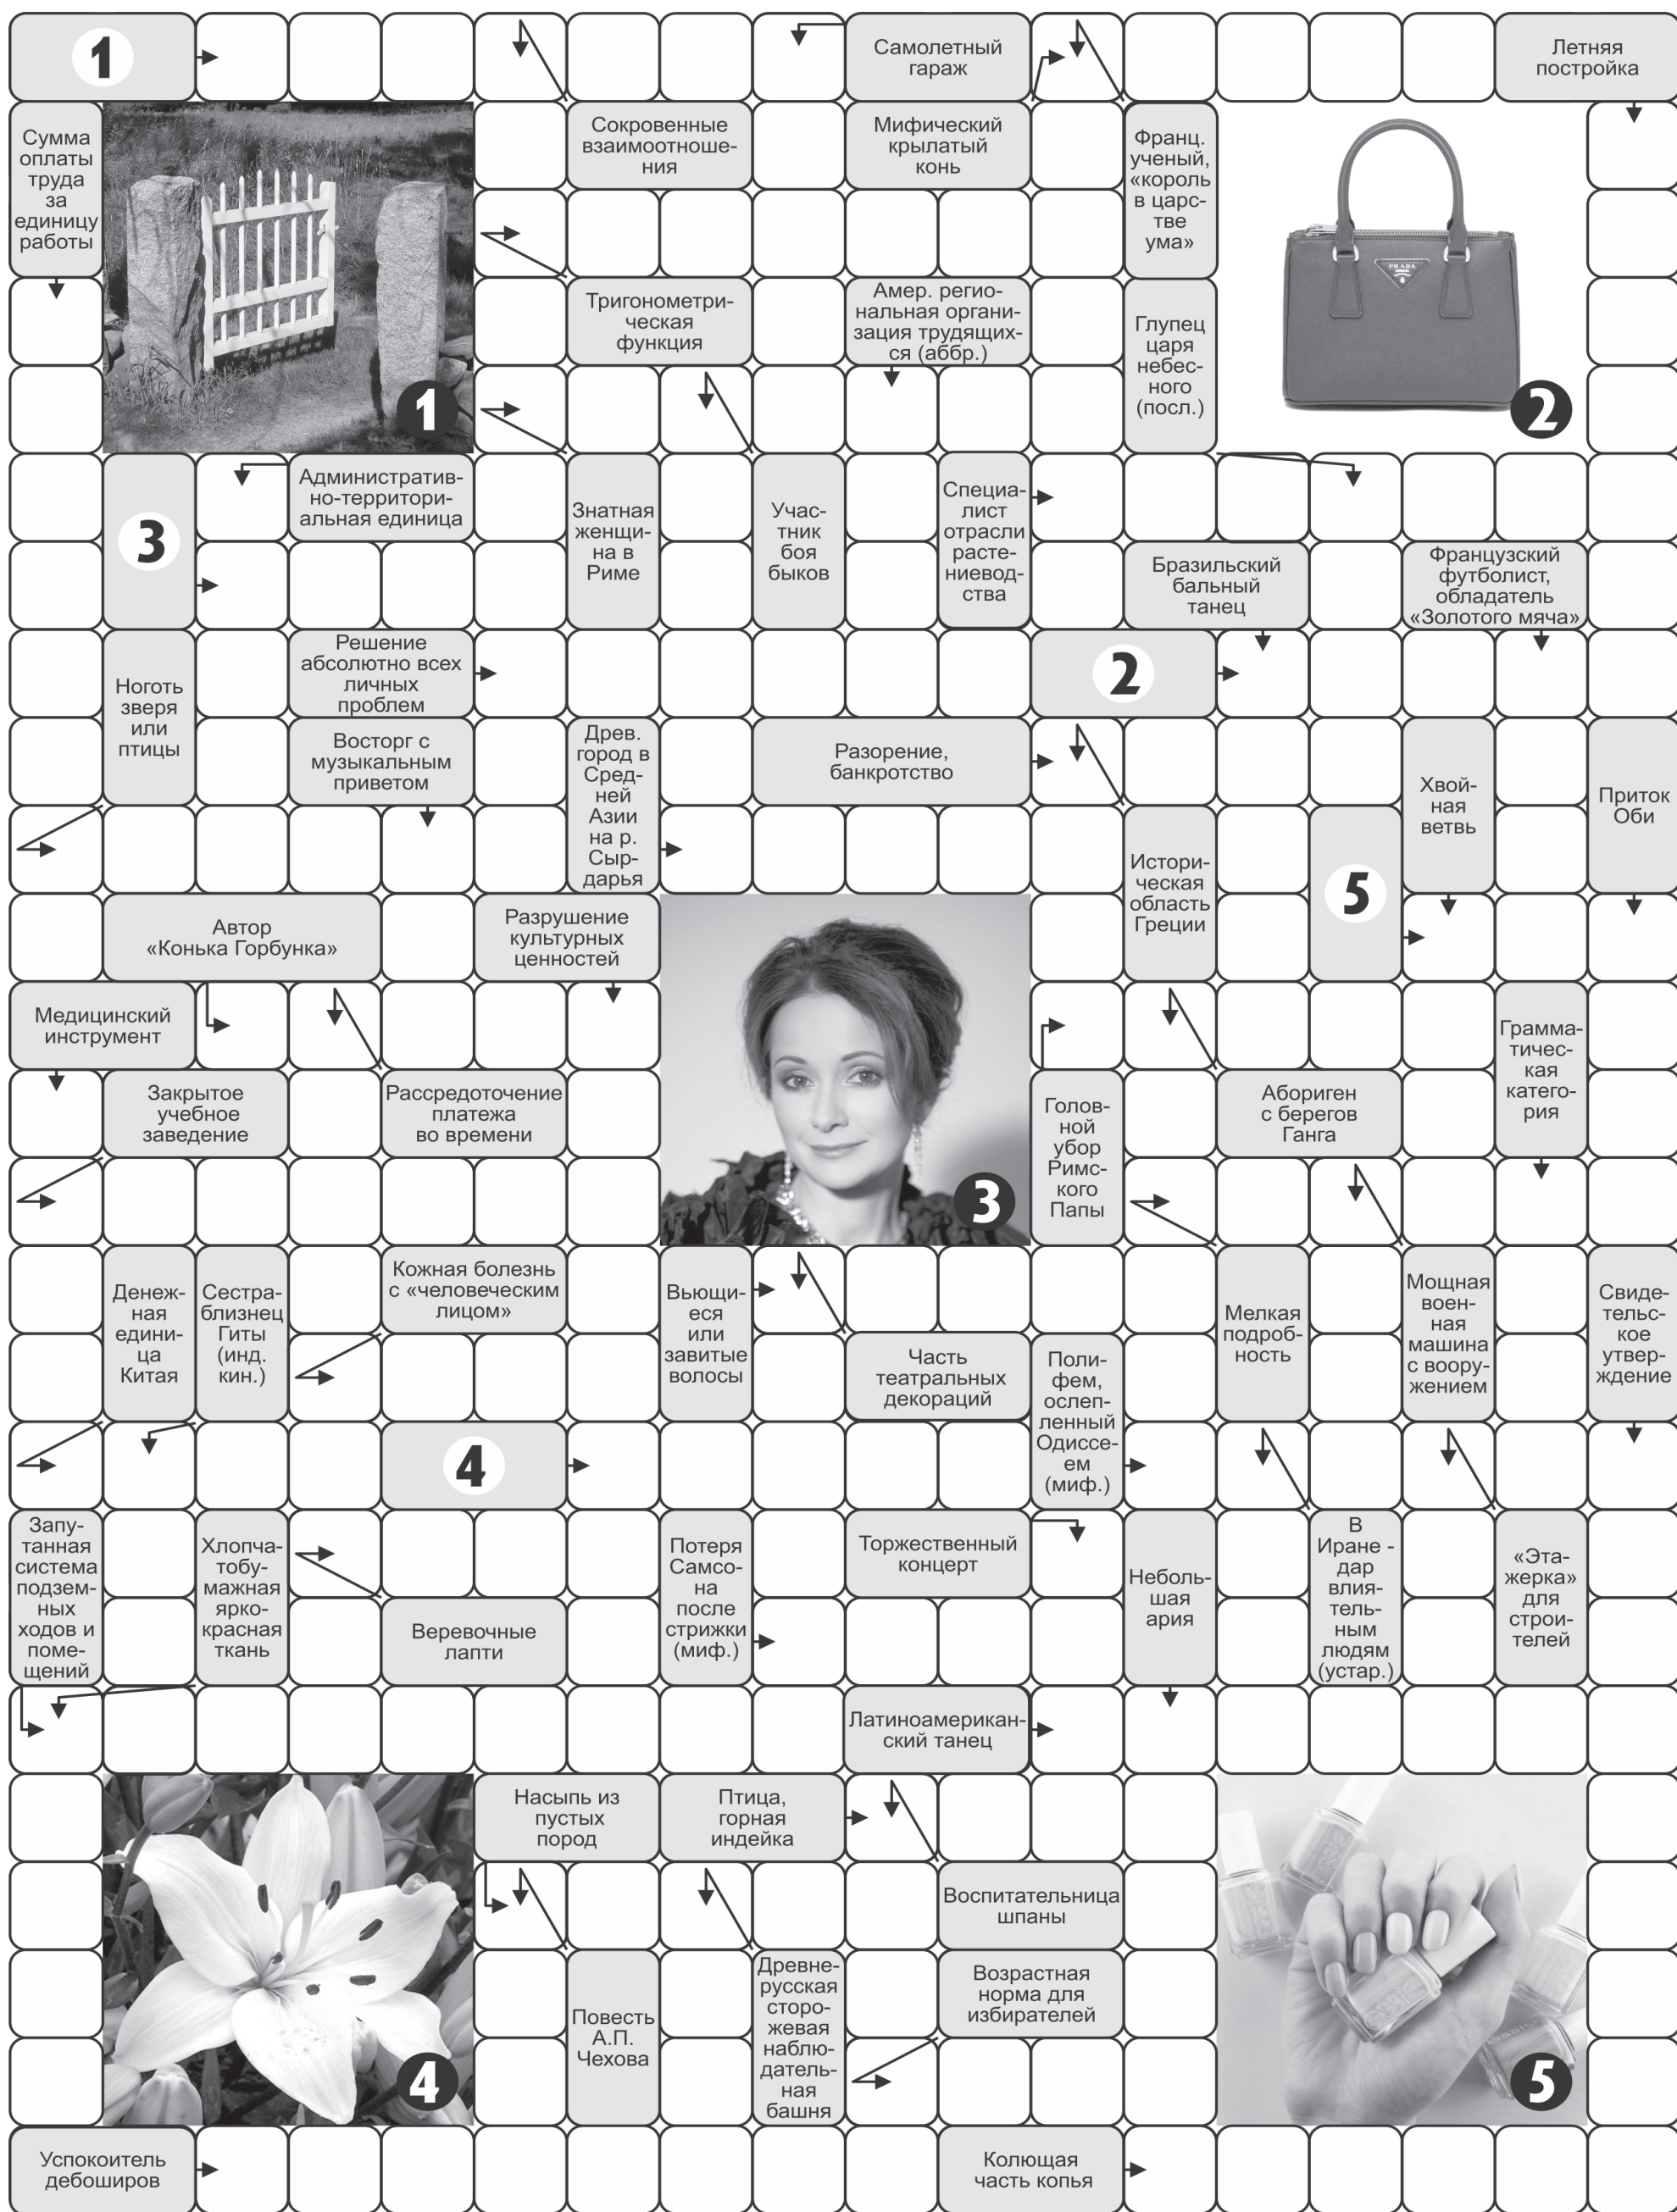 1
Самолетный
гараж
Летняя
постройка
Сумма
оплаты
труда
за
единицу
работы
Сокровенные
взаимоотноше-
ния
Мифический
крылатый
конь
Франц.
ученый,
«король
в царс-
тве
ума»
PRADA
Тригонометри-
ческая
функция
Амер. регио-
нальная органи-
зация трудящих-
ся (аббр.)
Глупец
царя
небес-
ного
(посл.)
1
2
3
Административ-
но-территори-
альная единица
Знатная
женщи-
на в
Риме
Учас-
тник
боя
быков
Специа-
лист
отрасли
расте-
ниевод-
ства
Бразильский
бальный
танец
Французский
футболист,
обладатель
«Золотого мяча»
Ноготь
зверя
или
птицы
Решение
абсолютно всех
личных
проблем
2
Восторг с
музыкальным
приветом
Древ.
город в
Сред-
ней
Азии
на р.
Сыр-
дарья
Разорение,
банкротство
Хвой-
ная
ветвь
Приток
Оби
Истори-
ческая
область
Греции
5
Автор
«Конька Горбунка»
Разрушение
культурных
ценностей
Медицинский
инструмент
Грамма-
тичес-
кая
катего-
рия
Закрытое
учебное
заведение
Рассредоточение
платежа
во времени
3
Голов-
ной
убор
Римс-
кого
Папы
Абориген
с берегов
Ганга
Денеж-
ная
едини-
ца
Китая
Сестра-
близнец
Гиты
(инд.
кин.)
Кожная болезнь
с «человеческим
лицом»
Вьющи-
еся
или
завитые
волосы
Часть
театральных
декораций
Поли-
фем,
ослеп-
ленный
Одиссе-
ем
(миф.)
Мелкая
подроб-
ность
Мощная
воен-
ная
машина
с воору-
жением
Свиде-
тельс-
кое
утвер-
ждение
4
Запу-
танная
система
подзем-
ных
ходов и
поме-
щений
Хлопча-
тобу-
мажная
ярко-
красная
ткань
Веревочные
лапти
Потеря
Самсо-
на
после
стрижки
(миф.)
Торжественный
концерт
Неболь-
шая
ария
В
Иране -
дар
влия-
тель-
ным
людям
(устар.)
«Эта-
жерка»
для
строи-
телей
Латиноамерикан-
ский танец
Насыпь из
пустых
пород
Птица,
горная
индейка
Воспитательница
шпаны
Повесть
А.П.
Чехова
Древне-
русская
сторо-
жевая
наблю-
датель-
ная
башня
Возрастная
норма для
избирателей
essie
4
5
Успокоитель
дебоширов
Колющая
часть копья